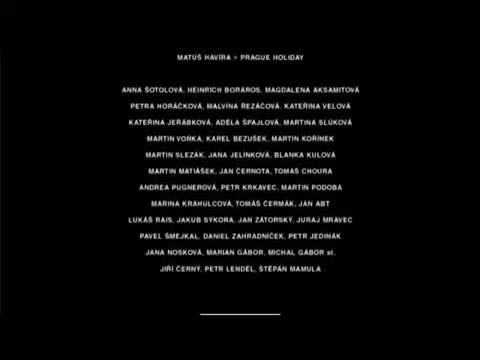 MATÚŠ HAVÍRA > PRAGUE HOLIDAY
ANNA ŠOTOLOVÁ, HEINRICH BORÁROS, MAGDALENA AKSAMITOVÁ
PETRA HORÁČKOVÁ, MALVÍNA ŘEZÁČOVÁ, KATEŘINA VELOVÁ
KATEŘINA JEŘÁBKOVÁ, ADÉLA ŠPAJLOVÁ, MARTINA SLÚKOVÁ
MARTIN VOŇKA, KAREL BEZUŠEK, MARTIN KOŘÍNEK
MARTIN SLEZÁK, JANA JELÍNKOVÁ, BLANKA KULOVÁ
MARTIN MATIÁŠEK, JAN ČERNOTA, TOMÁŠ CHOURA
ANDREA PUGNEROVÁ, PETR KRKAVEC, MARTIN PODOBA
MARINA KRAHULCOVÁ, TOMÁŠ ČERMÁK, JAN ABT
LUKÁŠ RAIS, JAKUB SÝKORA, JAN ZÁTORSKÝ, JURAJ MRAVEC
PAVEL ŠMEJKAL, DANIEL ZAHRADNÍČEK, PETR JEDINÁK
JANA NOSKOVÁ, MARIAN GÁBOR, MICHAL GÁBOR st.
JIŘÍ ČERNÝ, PETR LENDĚL, ŠTĚPÁN MAMULA